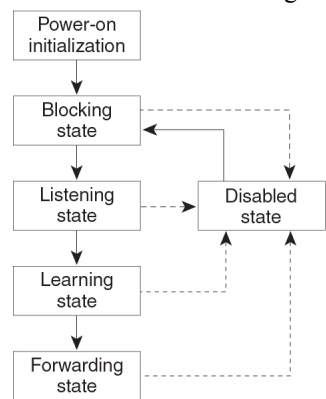 Power-on
initialization
Blocking
state
Listening
state
Disabled
state
Learning
state
Forwarding
state